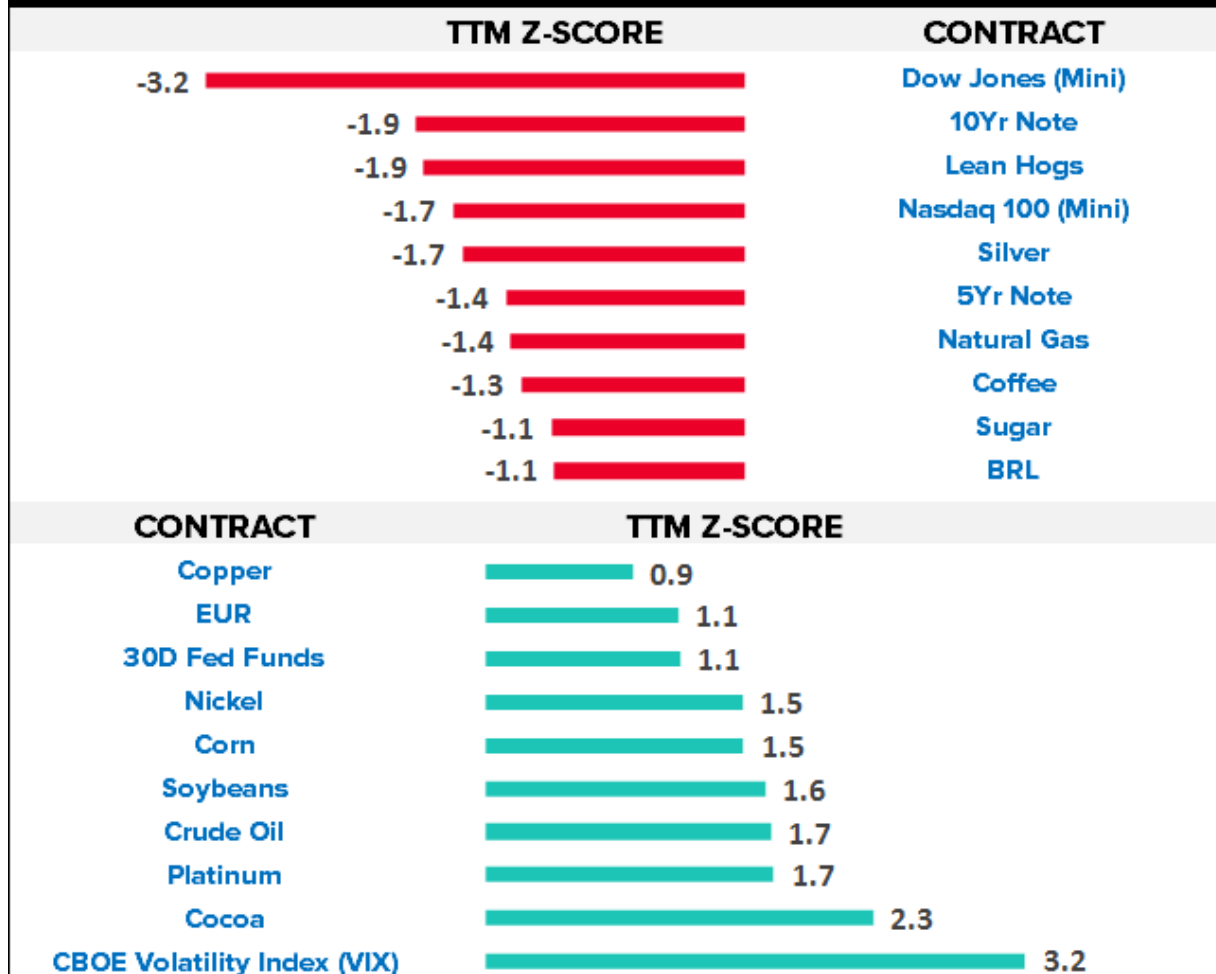 TTM Z-SCORE CONTRACT
-3.2 Dow Jones (Mini)
-1.9 10Yr Note
-1.9 Lean Hogs
-1.7 Nasdaq 100 (Mini)
-1.7 Silver
-1.4 5Yr Note
-1.4 Natural Gas
-1.3 Coffee
-1.1 Sugar
-1.1 BRL
CONTRACT TTM Z-SCORE
Copper 0.9
EUR 1.1
30D Fed Funds 1.1
Nickel 1.5
Corn 1.5
Soybeans 1.6
Crude Oil 1.7
Platinum 1.7
Cocoa 2.3
CBOE Volatility Index (VIX) 3.2